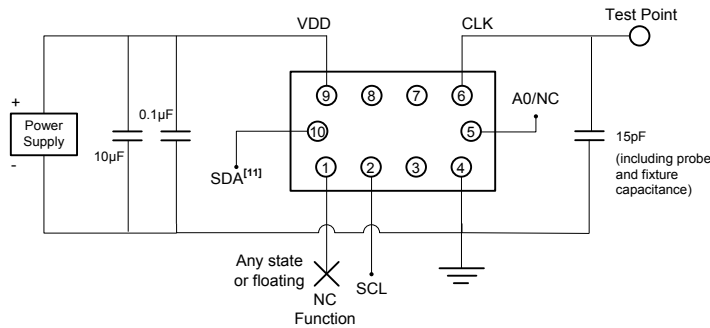 VDD
CLK
Test Point
+
Power
Supply
-
10µF
0.1µF
9
8
7
6
A0/NC
10
5
SDA[11]
1
2
3
4
15pF
(including probe
and fixture
capacitance)
Any state
or floating
NC
Function
SCL